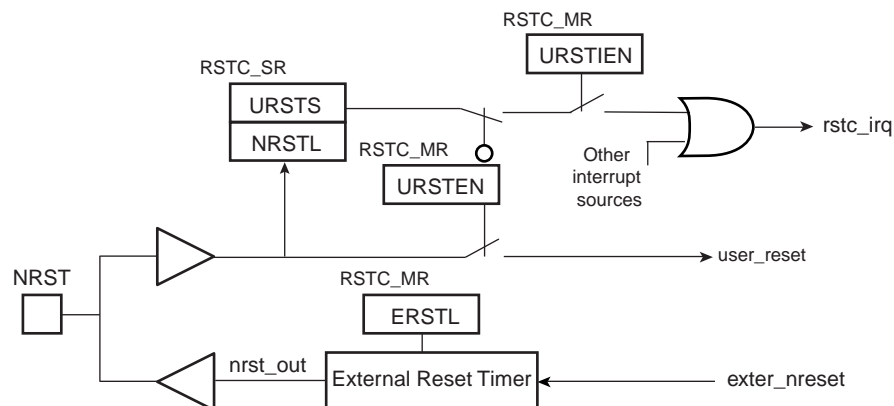 RSTC_MR
URSTIEN
RSTC_SR
URSTS
NRSTL
RSTC_MR
URSTEN
rstc_irq
Other
interrupt
sources
NRST
user_reset
RSTC_MR
ERSTL
nrst_out
External Reset Timer
exter_nreset